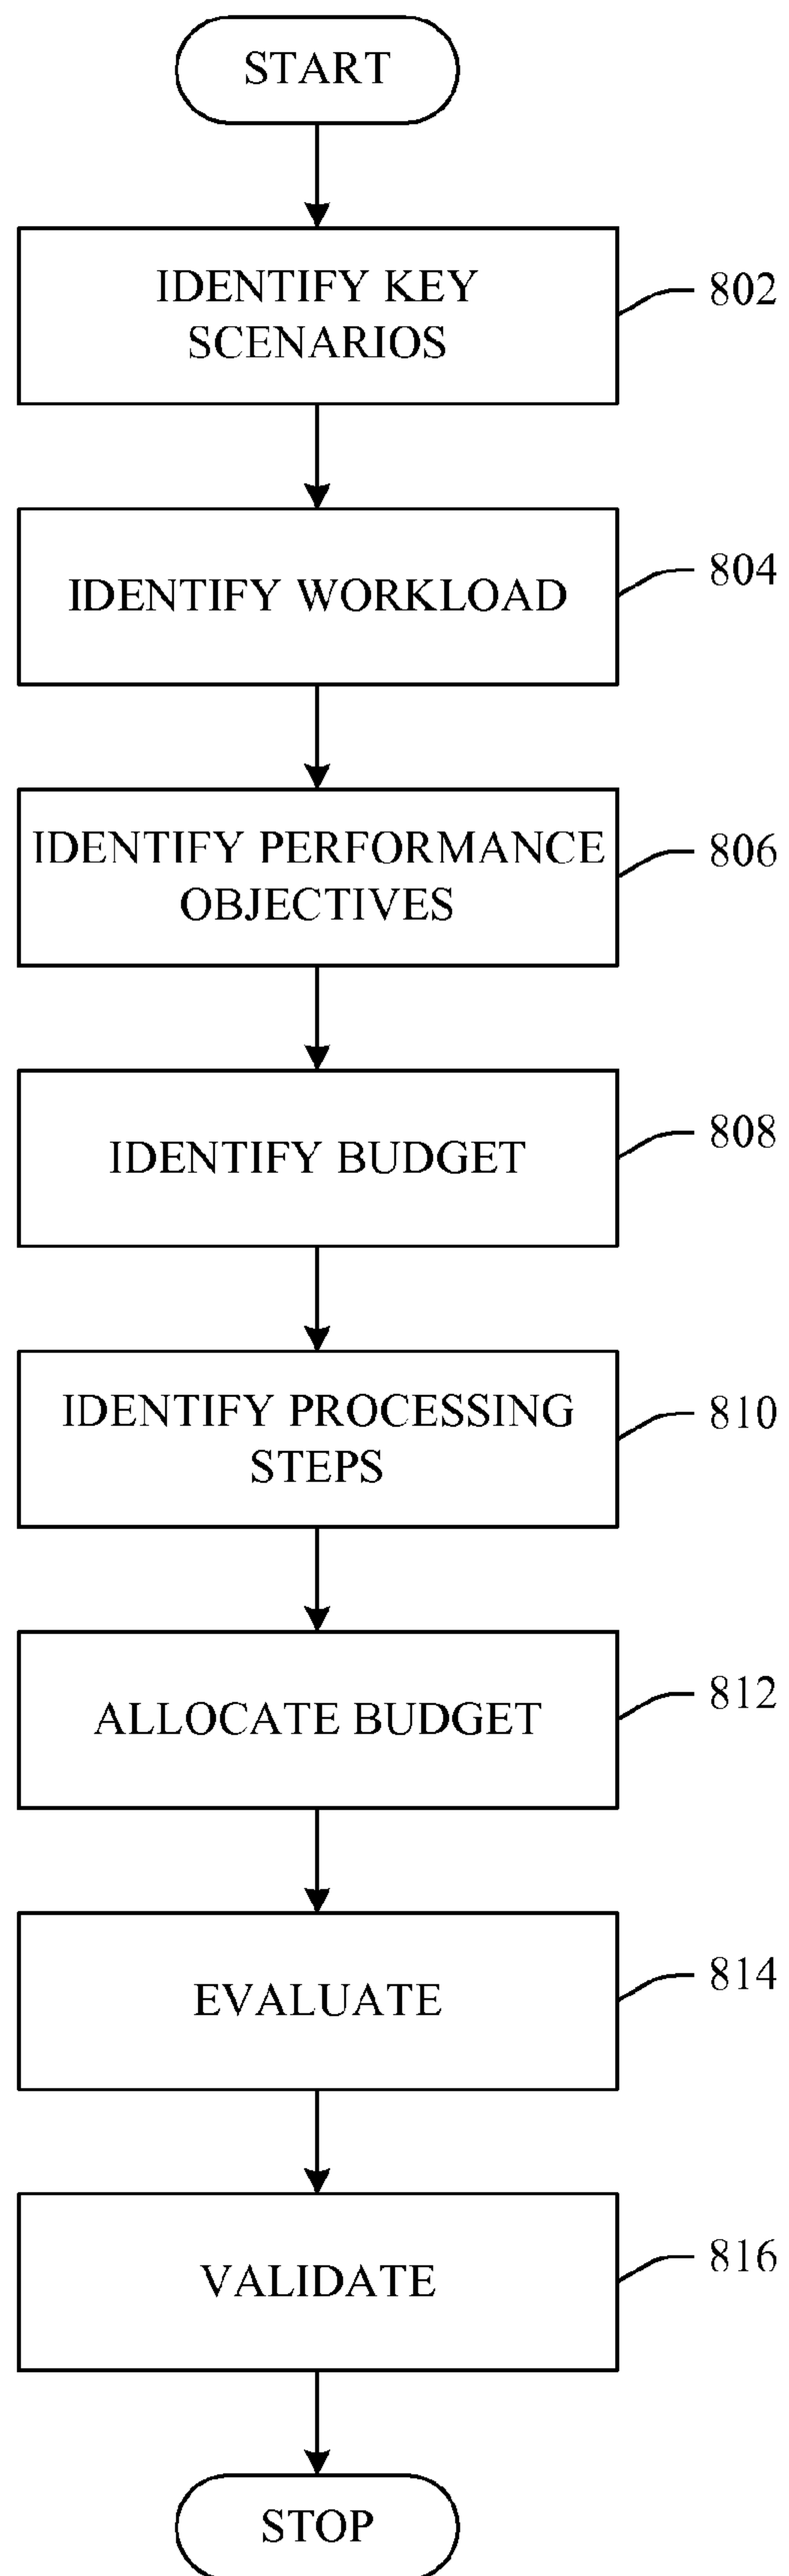 START
IDENTIFY KEY
SCENARIOS
802
IDENTIFY WORKLOAD
804
IDENTIFY PERFORMANCE
OBJECTIVES
806
IDENTIFY BUDGET
808
IDENTIFY PROCESSING
STEPS
810
ALLOCATE BUDGET
812
EVALUATE
814
VALIDATE
816
STOP